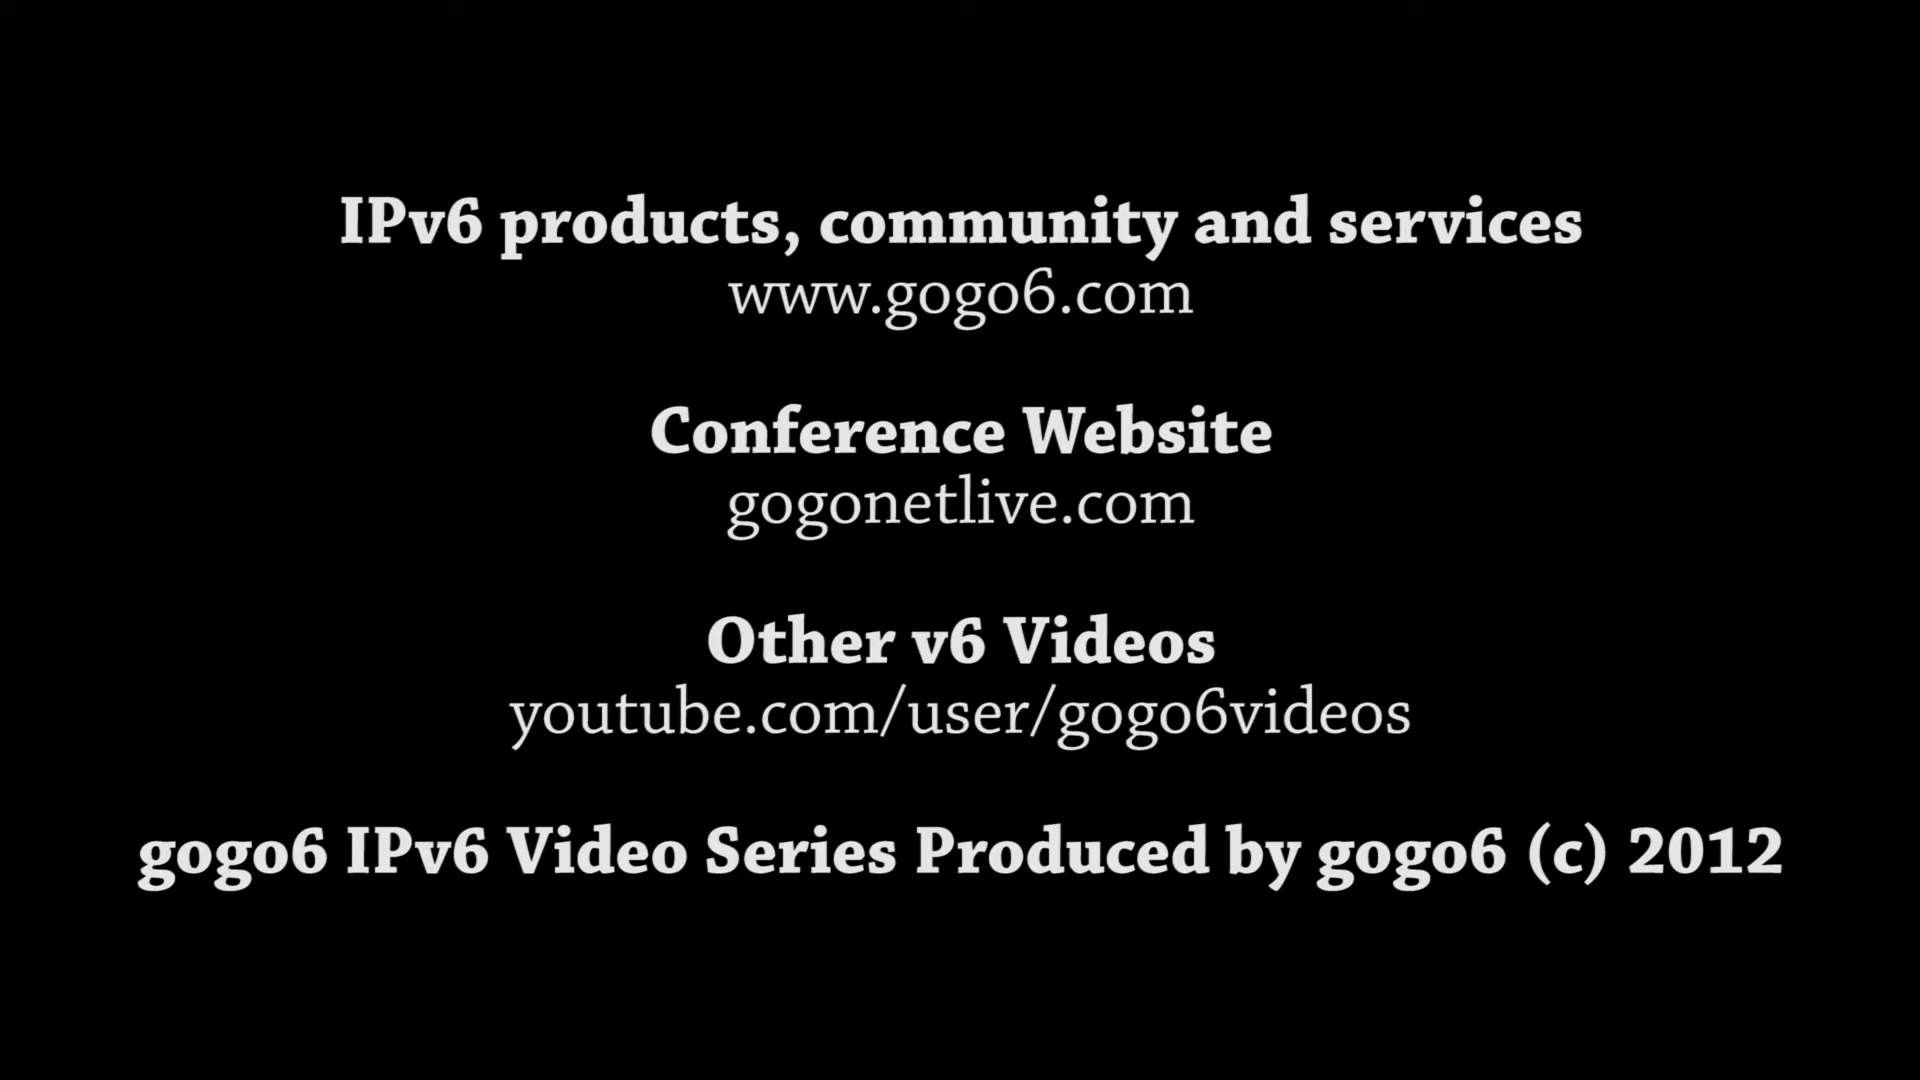 IPv6 products, community and services
www.gogo6.com
Conference Website
gogonetlive.com
Other v6 Videos
youtube.com/user/gogo6videos
gogo6 IPv6 Video Series Produced by gogo6 (c) 2012